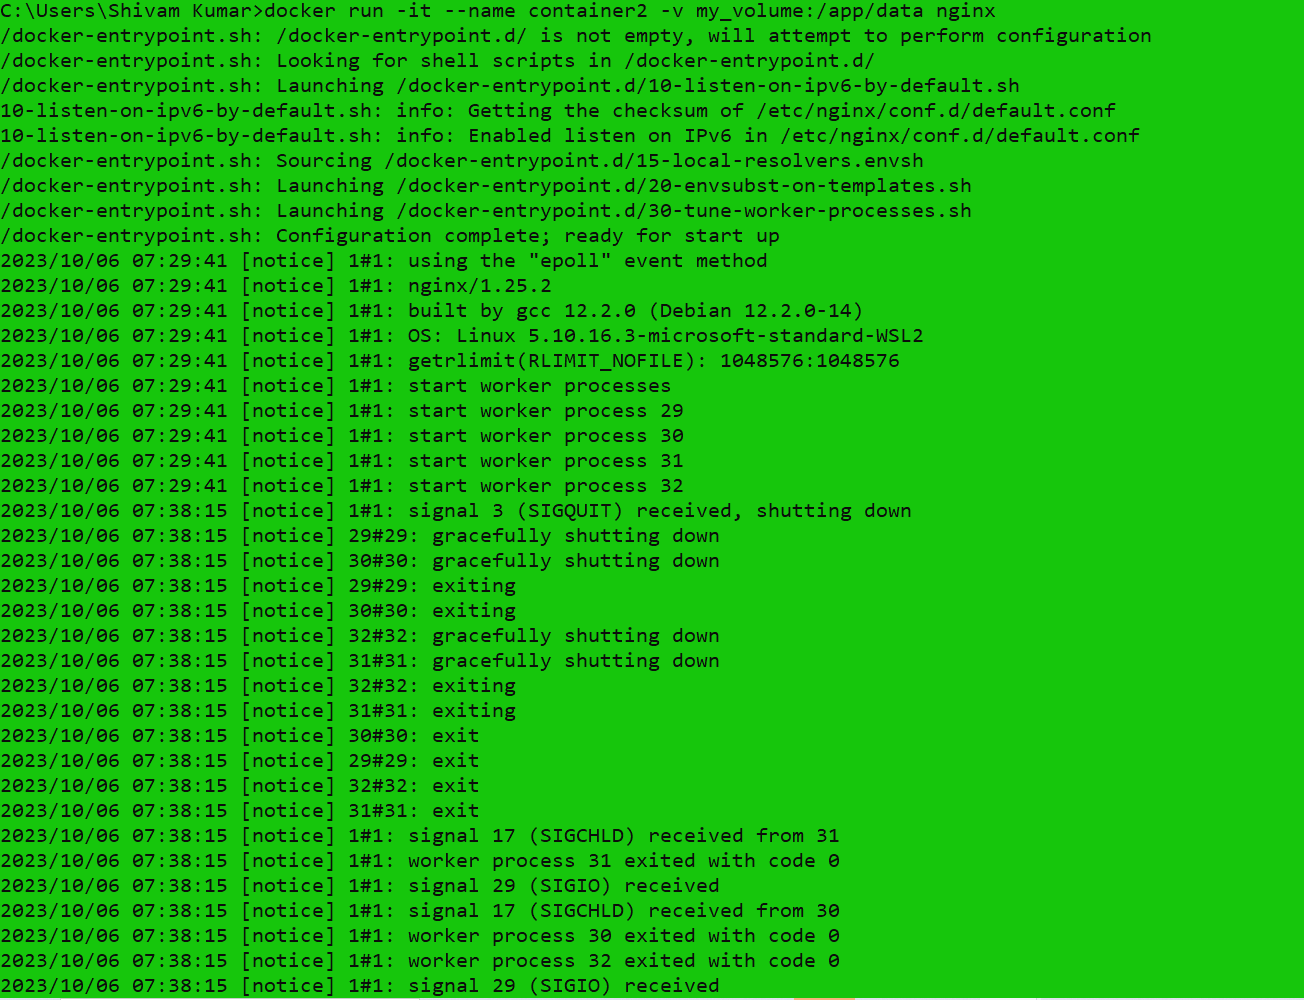 C:\Users\Shivam Kumar>docker run -it --name container2 -v my_volume:/app/data nginx
/docker-entrypoint.sh: /docker-entrypoint.d/ is not empty, will attempt to perform configuration
/docker-entrypoint.sh: Looking for shell scripts in /docker-entrypoint.d/
/docker-entrypoint.sh: Launching /docker-entrypoint.d/10-listen-on-ipv6-by-default.sh
10-listen-on-ipv6-by-default.sh: info: Getting the checksum of /etc/nginx/conf.d/default.conf
10-listen-on-ipv6-by-default.sh: info: Enabled listen on IPv6 in /etc/nginx/conf.d/default.conf
/docker-entrypoint.sh: Sourcing /docker-entrypoint.d/15-local-resolvers.envsh
/docker-entrypoint.sh: Launching /docker-entrypoint.d/20-envsubst-on-templates.sh
/docker-entrypoint.sh: Launching /docker-entrypoint.d/30-tune-worker-processes.sh
/docker-entrypoint.sh: Configuration complete; ready for start up
2023/10/06 07:29:41 [notice] 1#1: using the "epoll" event method
2023/10/06 07:29:41 [notice] 1#1: nginx/1.25.2
2023/10/06 07:29:41 [notice] 1#1: built by gcc 12.2.0 (Debian 12.2.0-14)
2023/10/06 07:29:41 [notice] 1#1: OS: Linux 5.10.16.3-microsoft-standard-WSL2
2023/10/06 07:29:41 [notice] 1#1: getrlimit(RLIMIT_NOFILE): 1048576:1048576
2023/10/06 07:29:41 [notice] 1#1: start worker processes
2023/10/06 07:29:41 [notice] 1#1: start worker process 29
2023/10/06 07:29:41 [notice] 1#1: start worker process 30
2023/10/06 07:29:41 [notice] 1#1: start worker process 31
2023/10/06 07:29:41 [notice] 1#1: start worker process 32
2023/10/06 07:38:15 [notice] 1#1: signal 3 (SIGQUIT) received, shutting down
2023/10/06 07:38:15 [notice] 29#29: gracefully shutting down
2023/10/06 07:38:15 [notice] 30#30: gracefully shutting down
2023/10/06 07:38:15 [notice] 29#29: exiting
2023/10/06 07:38:15 [notice] 30#30: exiting
2023/10/06 07:38:15 [notice] 32#32: gracefully shutting down
2023/10/06 07:38:15 [notice] 31#31: gracefully shutting down
2023/10/06 07:38:15 [notice] 32#32: exiting
2023/10/06 07:38:15 [notice] 31#31: exiting
2023/10/06 07:38:15 [notice] 30#30: exit
2023/10/06 07:38:15 [notice] 29#29: exit
2023/10/06 07:38:15 [notice] 32#32: exit
2023/10/06 07:38:15 [notice] 31#31: exit
2023/10/06 07:38:15 [notice] 1#1: signal 17 (SIGCHLD) received from 31
2023/10/06 07:38:15 [notice] 1#1: worker process 31 exited with code 0
2023/10/06 07:38:15 [notice] 1#1: signal 29 (SIGIO) received
2023/10/06 07:38:15 [notice] 1#1: signal 17 (SIGCHLD) received from 30
2023/10/06 07:38:15 [notice] 1#1: worker process 30 exited with code 0
2023/10/06 07:38:15 [notice] 1#1: worker process 32 exited with code 0
2023/10/06 07:38:15 [notice] 1#1: signal 29 (SIGIO) received